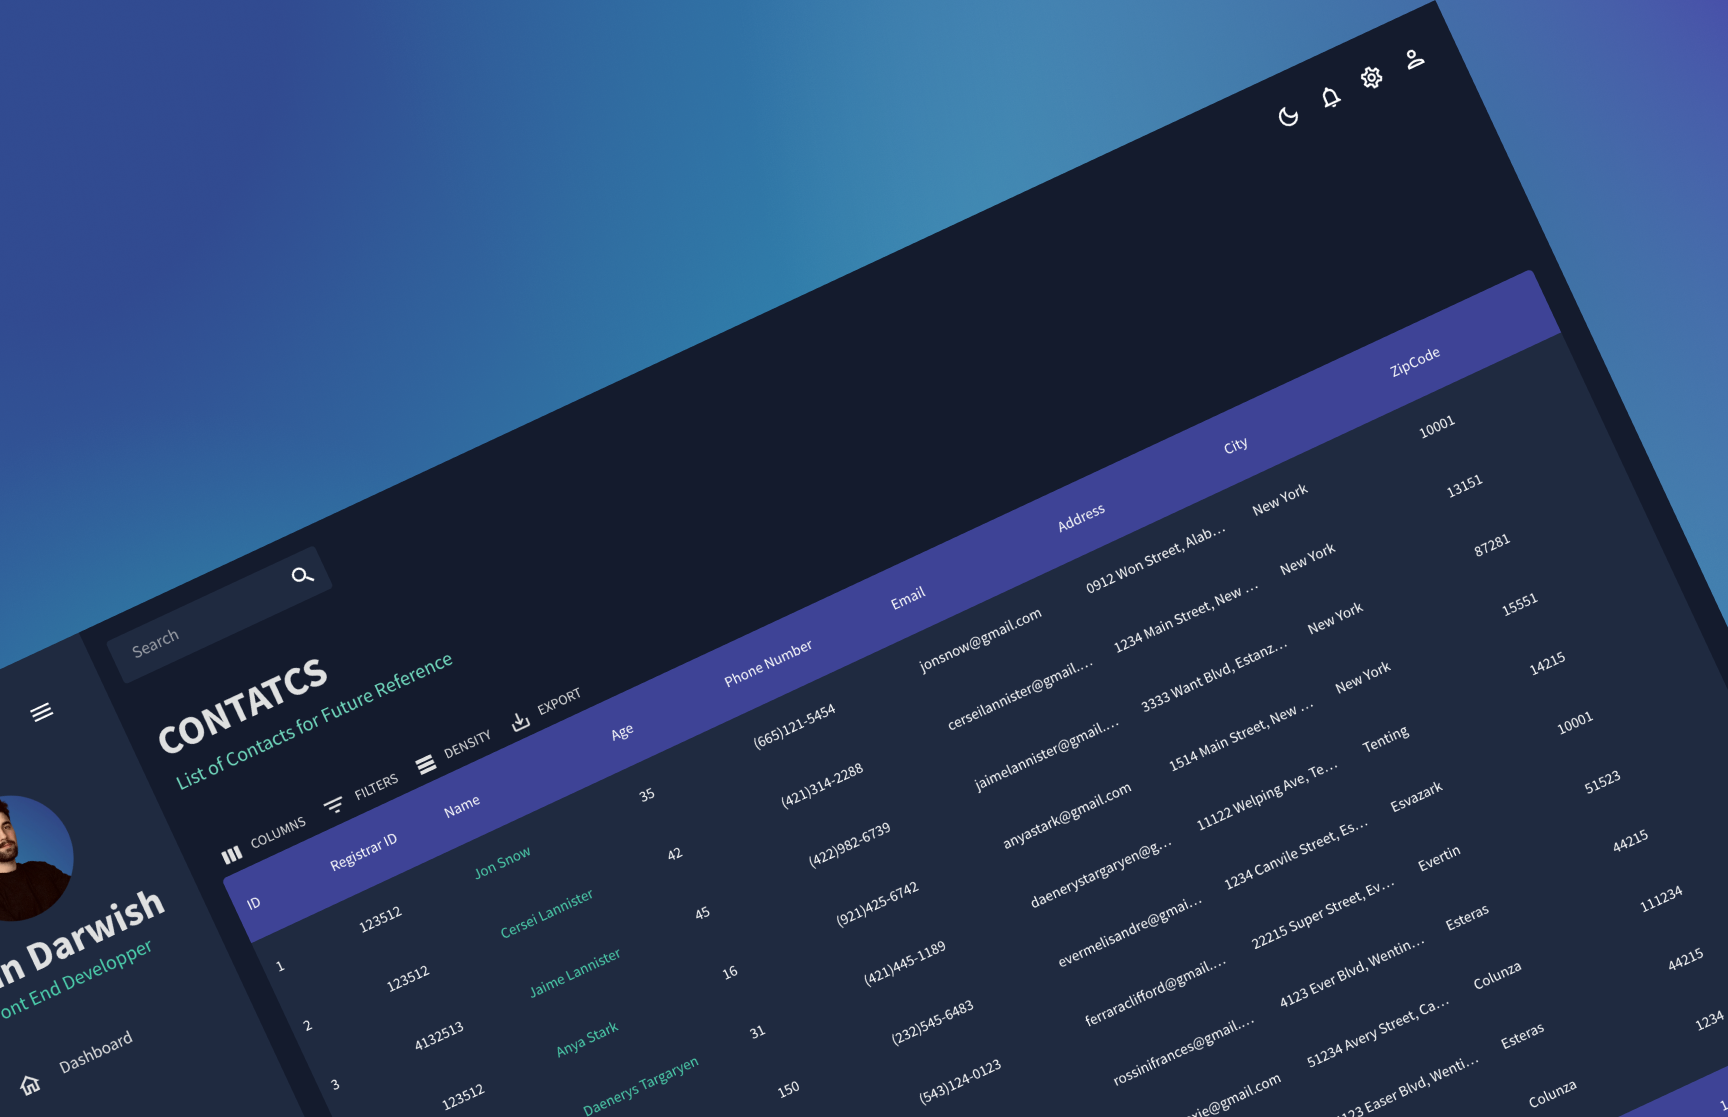 Search
CONTATCS
List of Contacts for Future Reference
COLUMNS FILTERS DENSITY EXPORT
n Darwish
ont End Developper
Dashboard
ID Registrar ID Name Age Phone Number Email Address City ZipCode
1 123512 Jon Snow 35 (665)121-5454 jonsnow@gmail.com 0912 Won Street, Alab... New York 10001
2 123512 Cersei Lannister 42 (421)314-2288 cerseilannister@gmail.... 1234 Main Street, New ... New York 13151
3 4132513 Jaime Lannister 45 (422)982-6739 jaimelannister@gmail.... 3333 Want Blvd, Estanz... New York 87281
123512 Anya Stark 16 (921)425-6742 anyastark@gmail.com 1514 Main Street, New ... New York 15551
Daenerys Targaryen 31 (421)445-1189 daenerystargaryen@g... 11122 Welping Ave, Te... Tenting 14215
150 (232)545-6483 evermelisandre@gmai... 1234 Canvile Street, Es... Esvazark 10001
(543)124-0123 ferraraclifford@gmail.... 22215 Super Street, Ev... Evertin 51523
rossinifrances@gmail.... 4123 Ever Blvd, Wentin... Esteras 44215
xie@gmail.com 51234 Avery Street, Ca... Colunza 111234
123 Easer Blvd, Wenti... Esteras 44215
Colunza 1234